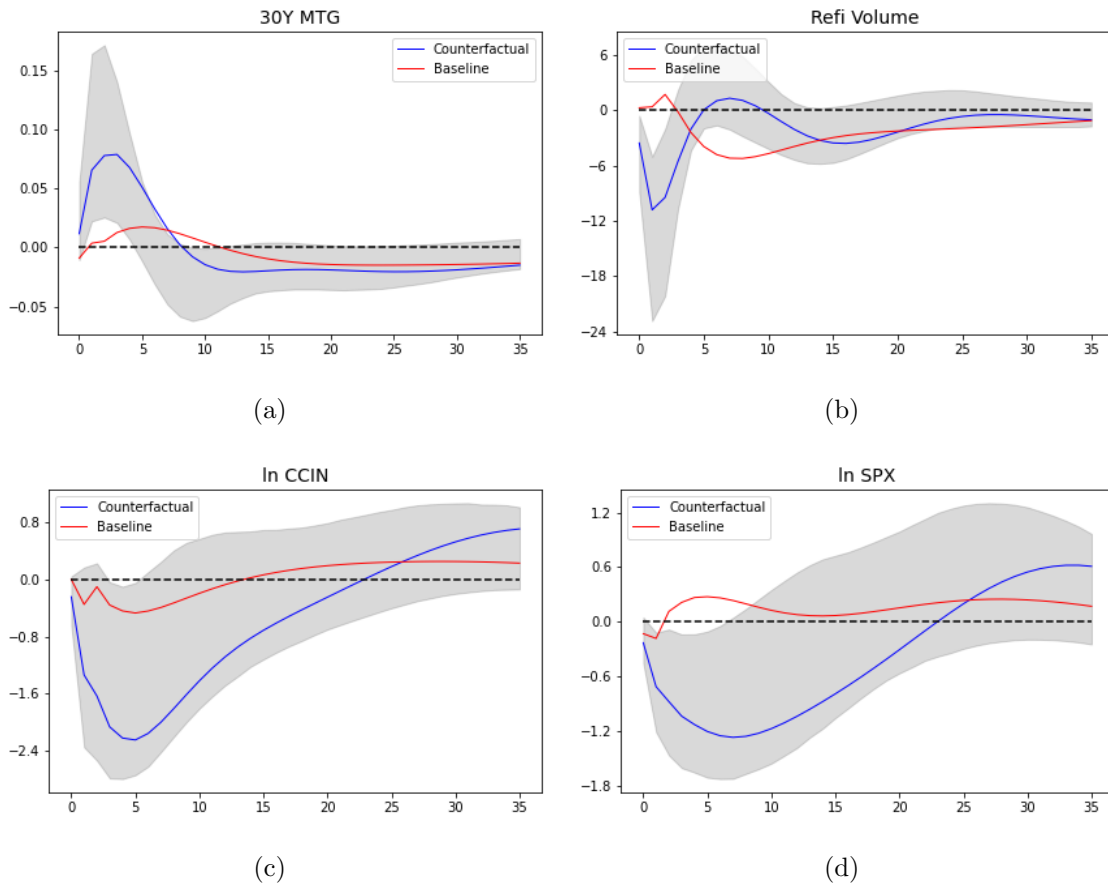 30Y MTG
Counterfactual
Baseline
0.15
0.10
0.05
0.00
−0.05
0 5 10 15 20 25 30 35
(a)
Refi Volume
Counterfactual
Baseline
6
0
−6
−12
−18
−24
0 5 10 15 20 25 30 35
(b)
ln CCIN
Counterfactual
Baseline
0.8
0.0
−0.8
−1.6
−2.4
0 5 10 15 20 25 30 35
(c)
ln SPX
Counterfactual
Baseline
1.2
0.6
0.0
−0.6
−1.2
−1.8
0 5 10 15 20 25 30 35
(d)